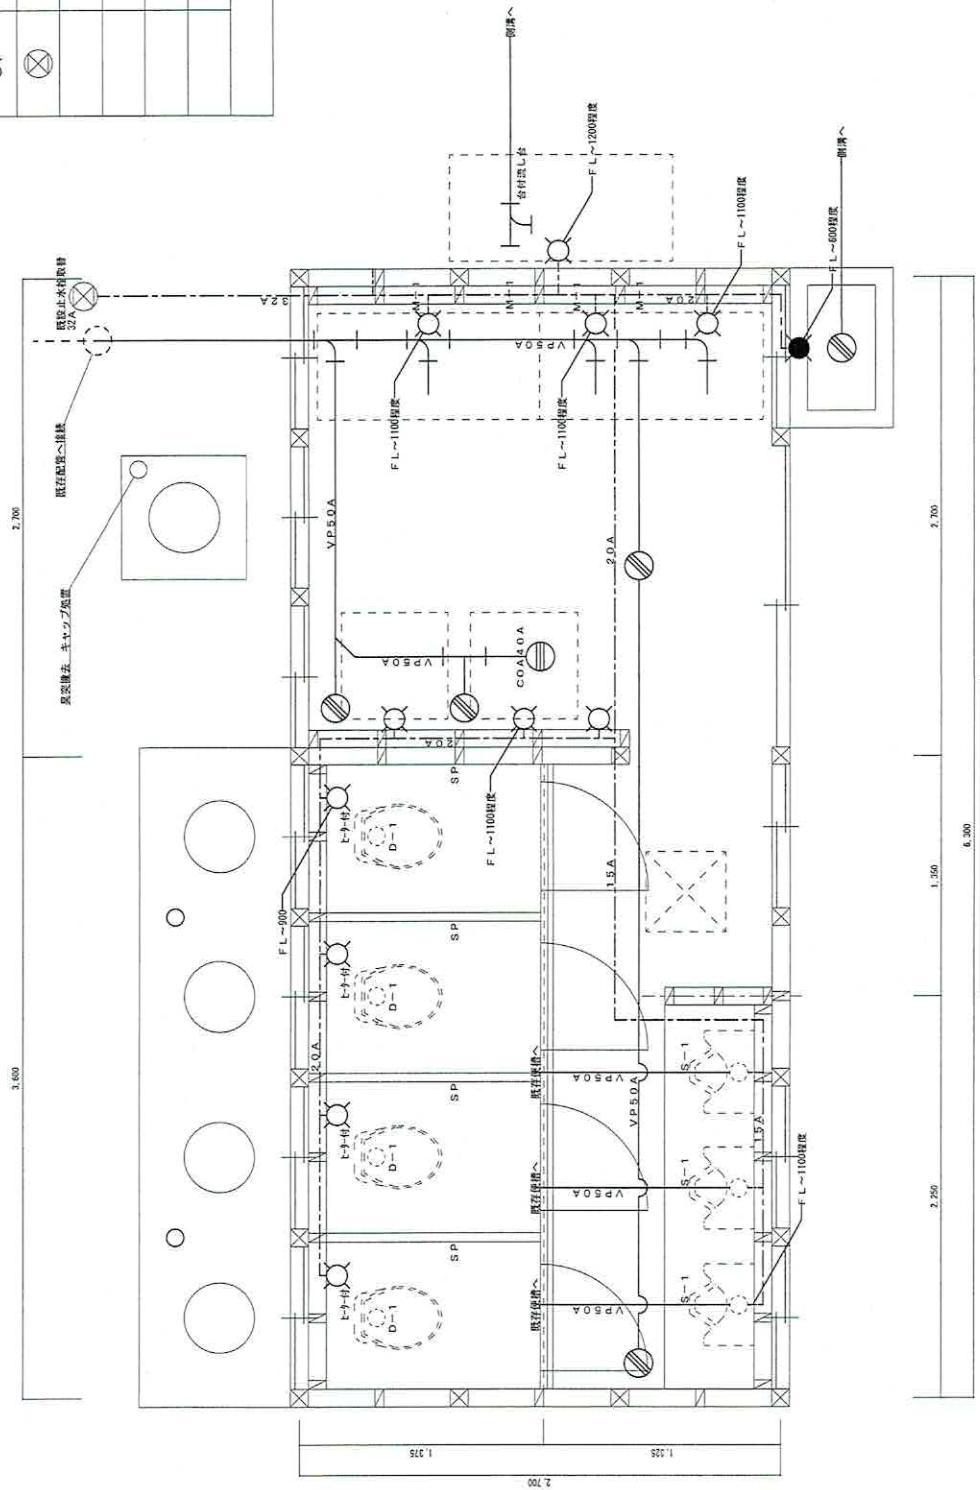 側溝へ
台付流し台
FL~1200程度
側溝へ
FL~600程度
FL~1100程度
既設止水栓取替
32A
既存配管へ接続
臭突撤去 キャップ処置
32A
M-1
M-1
M-1
20A
VP50A
FL~1100程度
FL~1100程度
VP50A
20A
VP50A
COA40A
20A
FL~1100程度
15A
FL~900
ヒーター付
D-1
SP
ヒーター付
D-1
SP
ヒーター付
D-1
SP
ヒーター付
D-1
SP
20A
既存便槽へ
VP50A
既存便槽へ
VP50A
既存便槽へ
VP50A
VP50A
S-1
S-1
S-1
15A
FL~1100程度
2,700
3,600
2,700
1,350
2,250
6,300
1,375
1,325
2,700